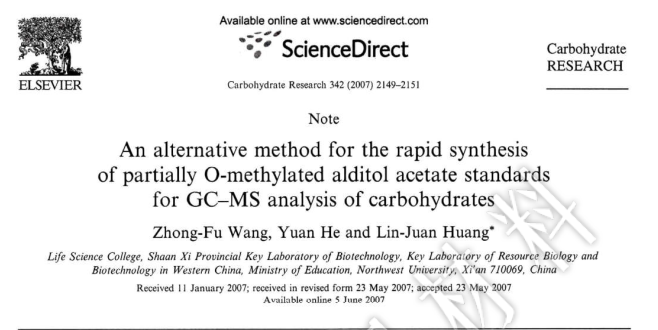 Available online at www.sciencedirect.com
ScienceDirect
ELSEVIER
Carbohydrate Research 342 (2007) 2149–2151
Carbohydrate
RESEARCH
Note
An alternative method for the rapid synthesis
of partially O-methylated alditol acetate standards
for GC–MS analysis of carbohydrates
Zhong-Fu Wang, Yuan He and Lin-Juan Huang*
Life Science College, Shaan Xi Provincial Key Laboratory of Biotechnology, Key Laboratory of Resource Biology and
Biotechnology in Western China, Ministry of Education, Northwest University, Xi'an 710069, China
Received 11 January 2007; received in revised form 23 May 2007; accepted 23 May 2007
Available online 5 June 2007
材料